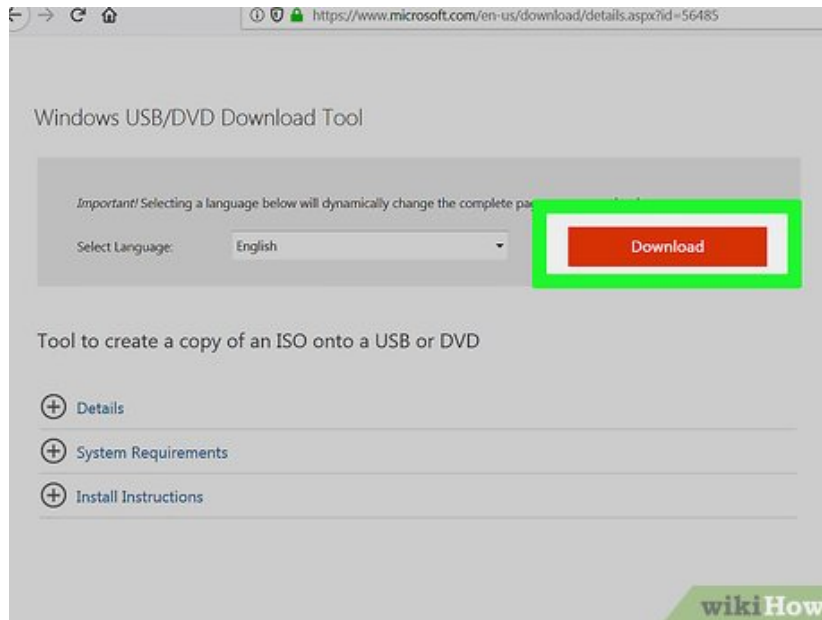 https://www.microsoft.com/en-us/download/details.aspx?id=56485
Windows USB/DVD Download Tool
Important! Selecting a language below will dynamically change the complete
Select Language:
English
Download
Tool to create a copy of an ISO onto a USB or DVD
Details
System Requirements
Install Instructions
wikiHow